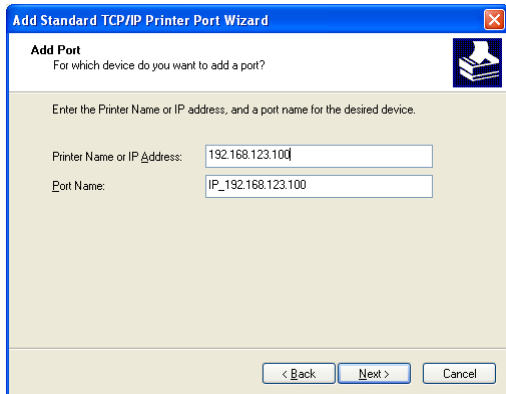 Add Standard TCP/IP Printer Port Wizard
Add Port
For which device do you want to add a port?
Enter the Printer Name or IP address, and a port name for the desired device.
Printer Name or IP Address: 192.168.123.100
Port Name: IP_192.168.123.100
< Back Next > Cancel